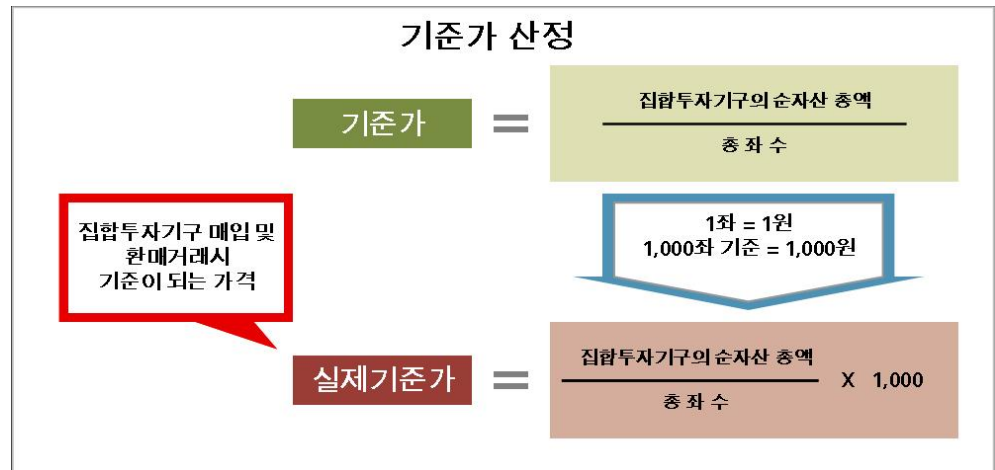 기준가 산정
기준가 =
집합투자기구의 순자산 총액
총 좌 수
1좌 = 1원
1,000좌 기준 = 1,000원
집합투자기구 매입 및
환매거래시
기준이 되는 가격
실제기준가 =
집합투자기구의 순자산 총액
총 좌 수
X 1,000